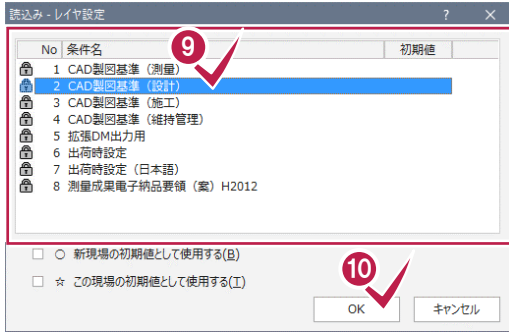 読込み - レイヤ設定 ? ×
No 条件名 初期値
9
1 CAD製図基準（測量）
2 CAD製図基準（設計）
3 CAD製図基準（施工）
4 CAD製図基準（維持管理）
5 拡張DM出力用
6 出荷時設定
7 出荷時設定（日本語）
8 測量成果電子納品要領（案）H2012
○ 新現場の初期値として使用する(B)
☆ この現場の初期値として使用する(I)
10
OK キャンセル